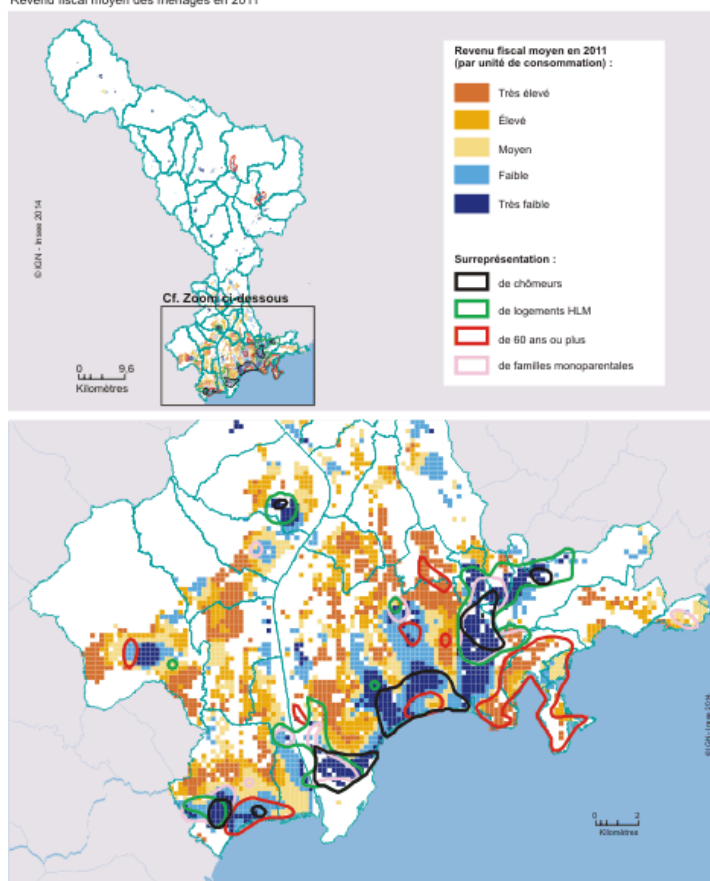 Revenu fiscal moyen des ménages en 2011
Revenu fiscal moyen en 2011
(par unité de consommation) :
Très élevé
Élevé
Moyen
Faible
Très faible
Surreprésentation :
de chômeurs
de logements HLM
de 60 ans ou plus
de familles monoparentales
© IGN - Insee 2014
Cf. Zoom ci-dessous
0 9,6
Kilomètres
©IGN - Insee 2014
0 2
Kilomètres